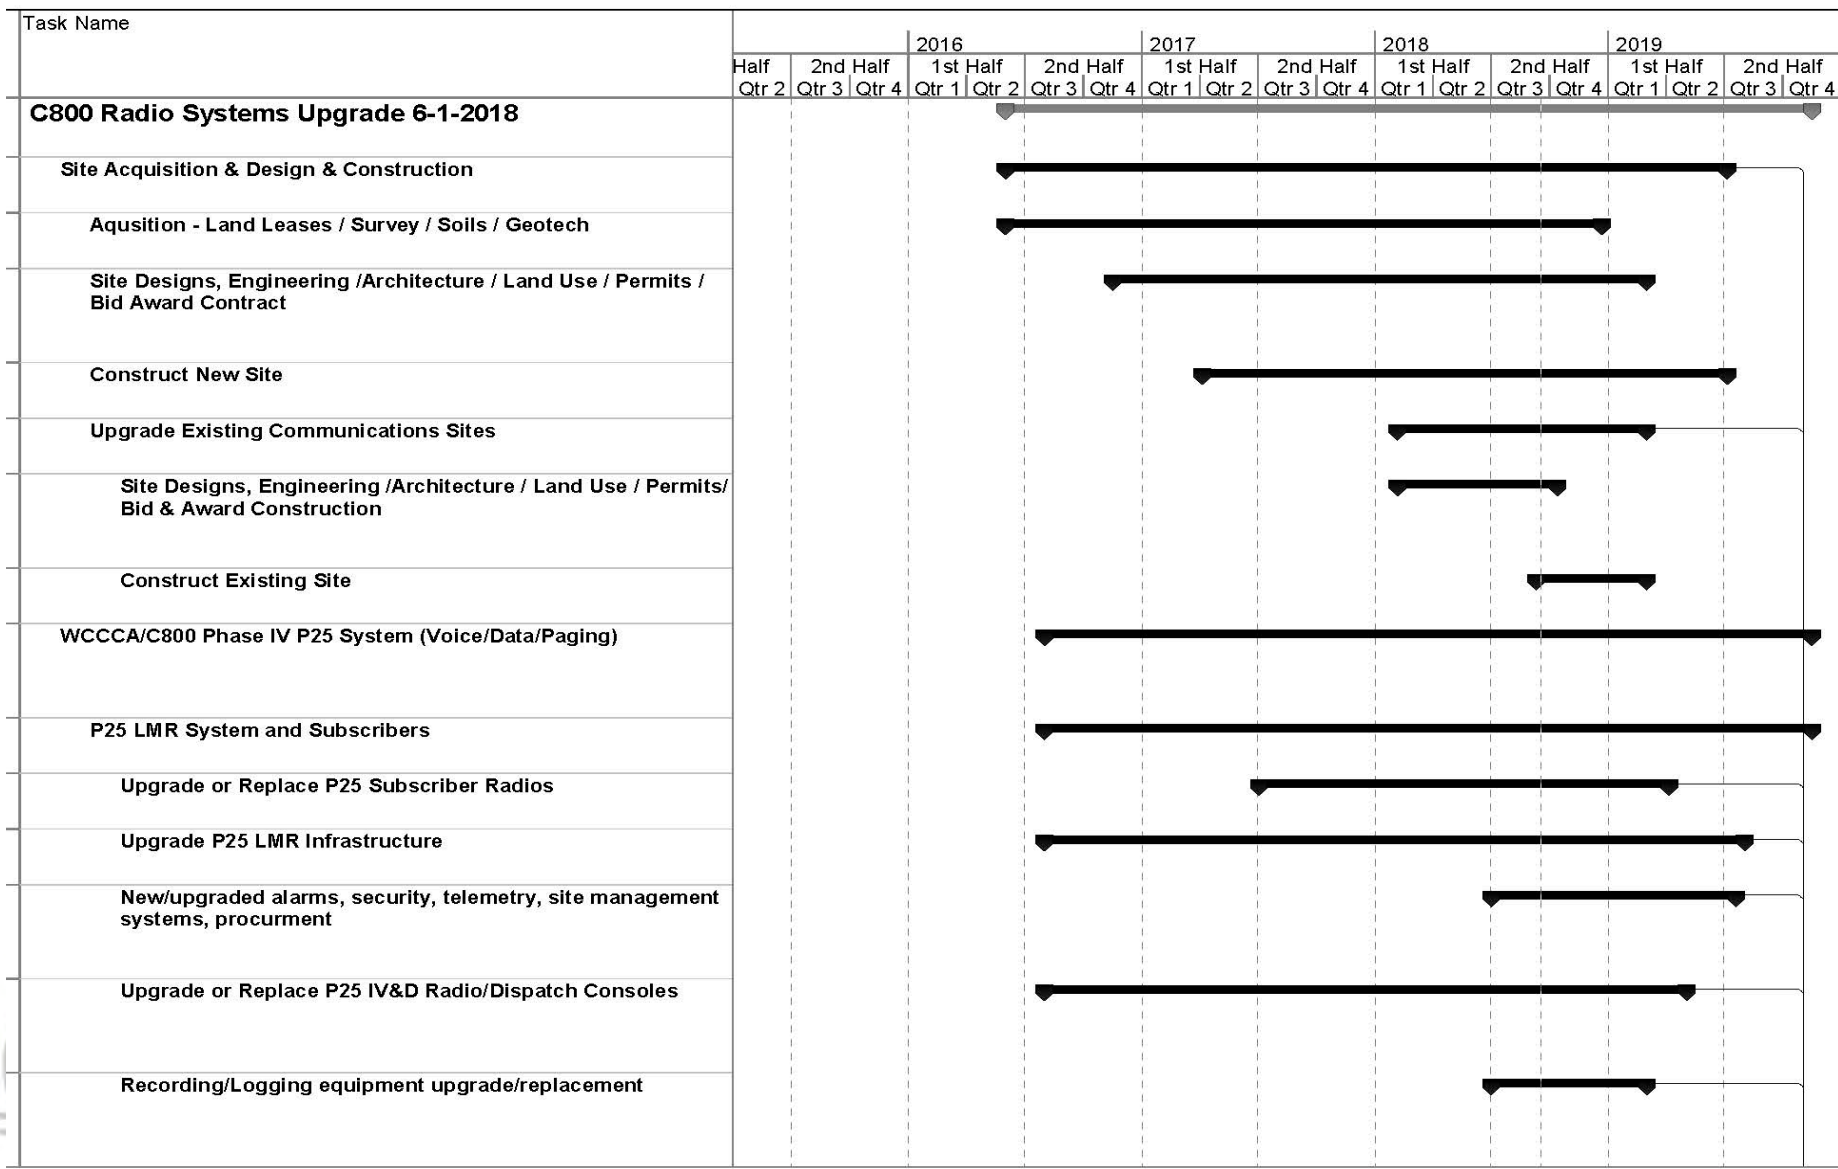 Task Name
2016 2017 2018 2019
Half 2nd Half 1st Half 2nd Half 1st Half 2nd Half 1st Half 2nd Half 1st Half 2nd Half
Qtr 2 Qtr 3 Qtr 4 Qtr 1 Qtr 2 Qtr 3 Qtr 4 Qtr 1 Qtr 2 Qtr 3 Qtr 4 Qtr 1 Qtr 2 Qtr 3 Qtr 4 Qtr 1 Qtr 2 Qtr 3 Qtr 4
C800 Radio Systems Upgrade 6-1-2018
Site Acquisition & Design & Construction
Aqusition - Land Leases / Survey / Soils / Geotech
Site Designs, Engineering /Architecture / Land Use / Permits /
Bid Award Contract
Construct New Site
Upgrade Existing Communications Sites
Site Designs, Engineering /Architecture / Land Use / Permits/
Bid & Award Construction
Construct Existing Site
WCCCA/C800 Phase IV P25 System (Voice/Data/Paging)
P25 LMR System and Subscribers
Upgrade or Replace P25 Subscriber Radios
Upgrade P25 LMR Infrastructure
New/upgraded alarms, security, telemetry, site management
systems, procurment
Upgrade or Replace P25 IV&D Radio/Dispatch Consoles
Recording/Logging equipment upgrade/replacement